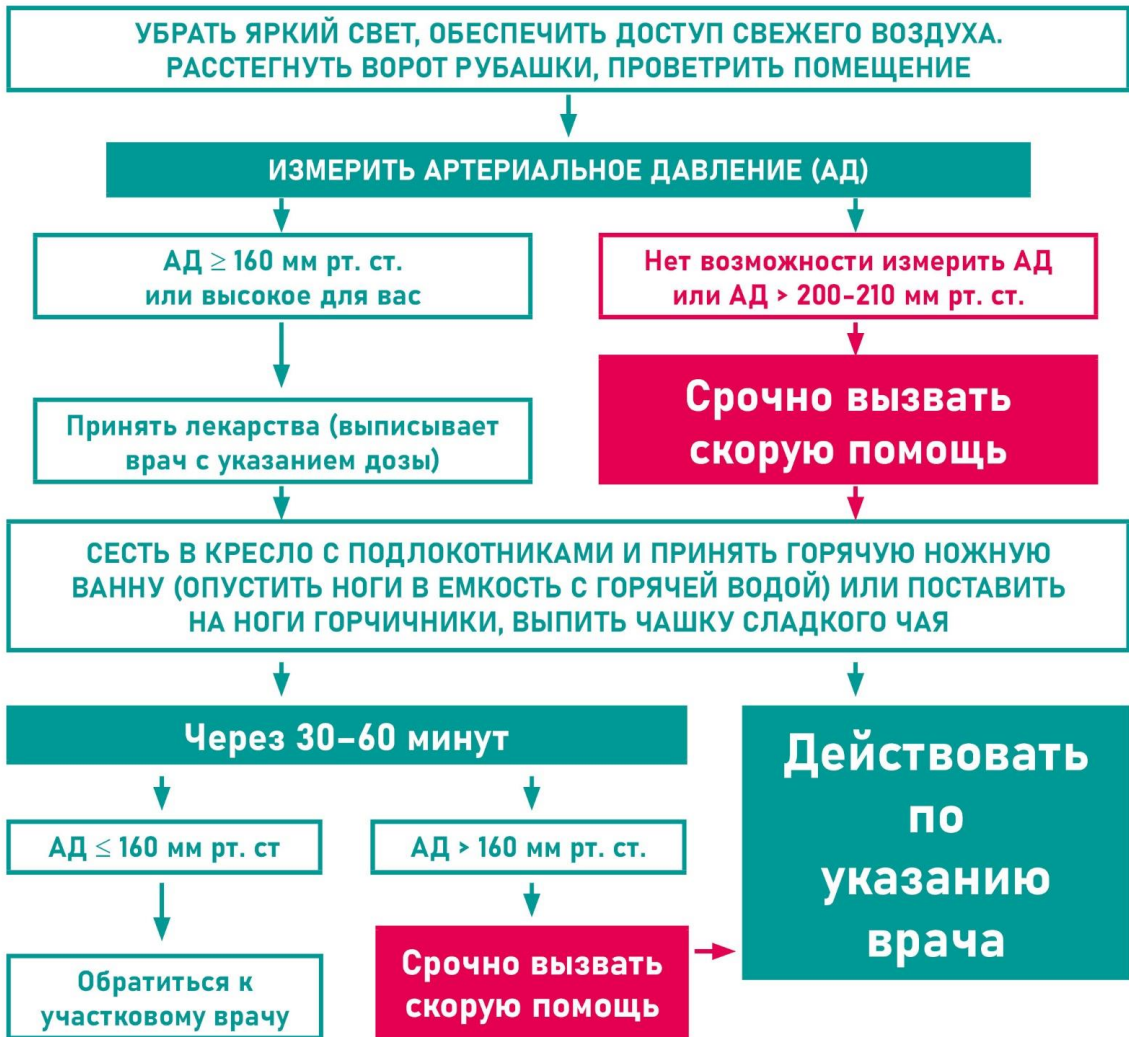 УБРАТЬ ЯРКИЙ СВЕТ, ОБЕСПЕЧИТЬ ДОСТУП СВЕЖЕГО ВОЗДУХА.
РАССТЕГНУТЬ ВОРОТ РУБАШКИ, ПРОВЕТРИТЬ ПОМЕЩЕНИЕ
ИЗМЕРИТЬ АРТЕРИАЛЬНОЕ ДАВЛЕНИЕ (АД)
АД ≥ 160 мм рт. ст.
или высокое для вас
Нет возможности измерить АД
или АД > 200-210 мм рт. ст.
Принять лекарства (выписывает
врач с указанием дозы)
Срочно вызвать
скорую помощь
СЕСТЬ В КРЕСЛО С ПОДЛОКОТНИКАМИ И ПРИНЯТЬ ГОРЯЧУЮ НОЖНУЮ
ВАННУ (ОПУСТИТЬ НОГИ В ЕМКОСТЬ С ГОРЯЧЕЙ ВОДОЙ) ИЛИ ПОСТАВИТЬ
НА НОГИ ГОРЧИЧНИКИ, ВЫПИТЬ ЧАШКУ СЛАДКОГО ЧАЯ
Через 30–60 минут
АД ≤ 160 мм рт. ст
АД > 160 мм рт. ст.
Обратиться к
участковому врачу
Срочно вызвать
скорую помощь
Действовать
по
указанию
врача